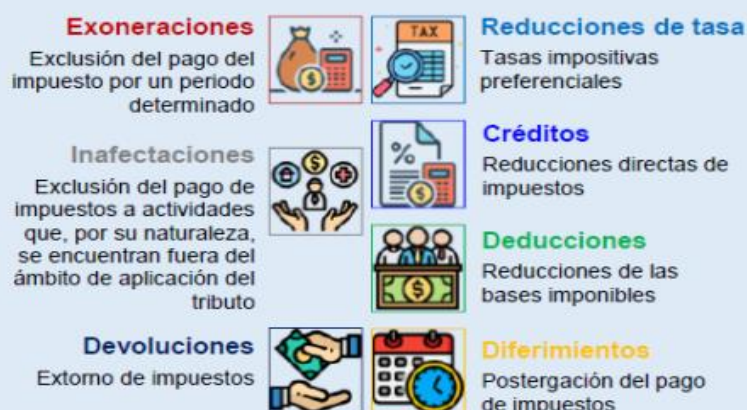 Exoneraciones
Exclusión del pago del
impuesto por un periodo
determinado
TAX
Reducciones de tasa
Tasas impositivas
preferenciales
Inafectaciones
Exclusión del pago de
impuestos a actividades
que, por su naturaleza,
se encuentran fuera del
ámbito de aplicación del
tributo
%
Créditos
Reducciones directas de
impuestos
Deducciones
Reducciones de las
bases imponibles
Devoluciones
Extorno de impuestos
Diferimientos
Postergación del pago
de impuestos